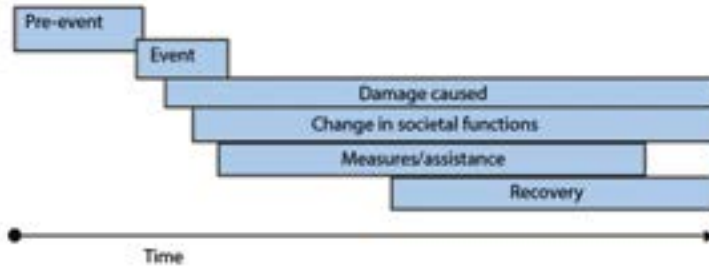 Pre-event
Event
Damage caused
Change in societal functions
Measures/assistance
Recovery
Time